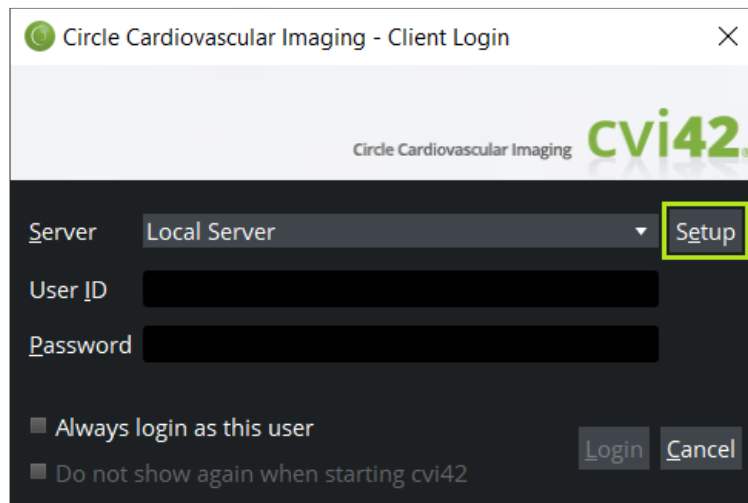 Circle Cardiovascular Imaging - Client Login
Circle Cardiovascular Imaging cvi42
Server Local Server Setup
User ID
Password
Always login as this user
Login Cancel
Do not show again when starting cvi42